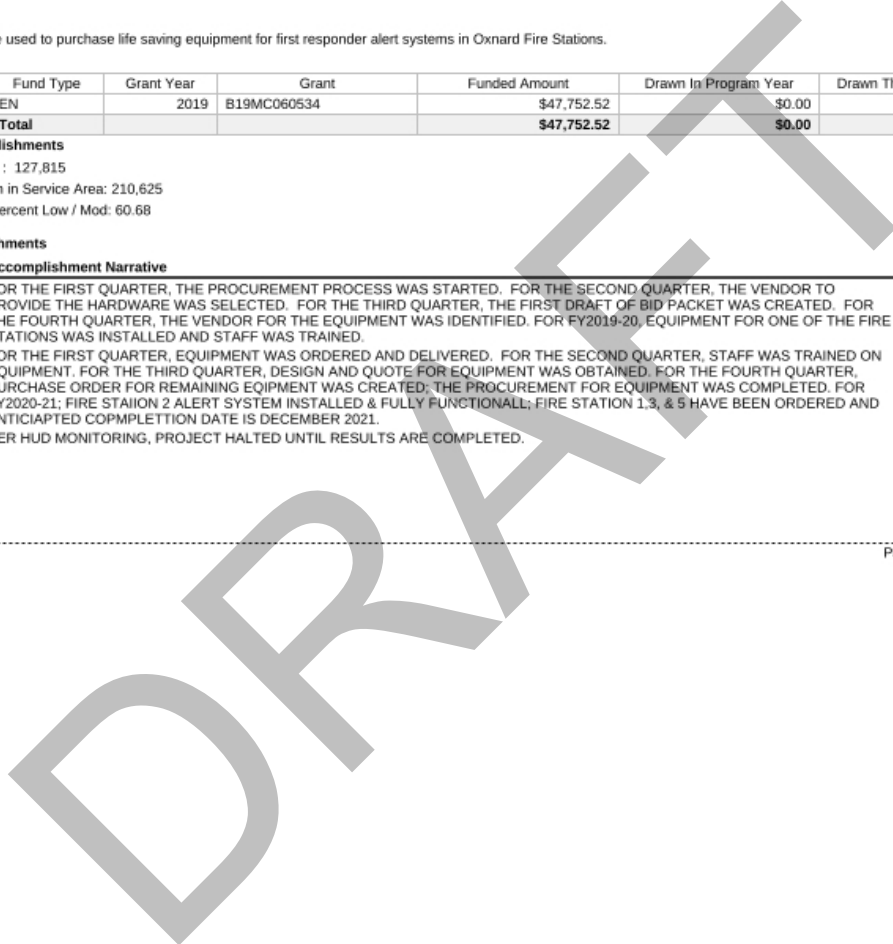 used to purchase life saving equipment for first responder alert systems in Oxnard Fire Stations.
Fund Type Grant Year Grant Funded Amount Drawn In Program Year Drawn Th
EN 2019 B19MC060534 $47,752.52 $0.00
Total $47,752.52 $0.00
lishments
: 127,815
n in Service Area: 210,625
ercent Low / Mod: 60.68
hments
ccomplishment Narrative
OR THE FIRST QUARTER, THE PROCUREMENT PROCESS WAS STARTED. FOR THE SECOND QUARTER, THE VENDOR TO
ROVIDE THE HARDWARE WAS SELECTED. FOR THE THIRD QUARTER, THE FIRST DRAFT OF BID PACKET WAS CREATED. FOR
HE FOURTH QUARTER, THE VENDOR FOR THE EQUIPMENT WAS IDENTIFIED. FOR FY2019-20, EQUIPMENT FOR ONE OF THE FIRE
TATIONS WAS INSTALLED AND STAFF WAS TRAINED.
OR THE FIRST QUARTER, EQUIPMENT WAS ORDERED AND DELIVERED. FOR THE SECOND QUARTER, STAFF WAS TRAINED ON
QUIPMENT. FOR THE THIRD QUARTER, DESIGN AND QUOTE FOR EQUIPMENT WAS OBTAINED. FOR THE FOURTH QUARTER,
URCHASE ORDER FOR REMAINING EQIPMENT WAS CREATED; THE PROCUREMENT FOR EQUIPMENT WAS COMPLETED. FOR
Y2020-21; FIRE STAIION 2 ALERT SYSTEM INSTALLED & FULLY FUNCTIONALL; FIRE STATION 1,3, & 5 HAVE BEEN ORDERED AND
NTICIAPTED COPMPLETTION DATE IS DECEMBER 2021.
ER HUD MONITORING, PROJECT HALTED UNTIL RESULTS ARE COMPLETED.
P
DRAFT